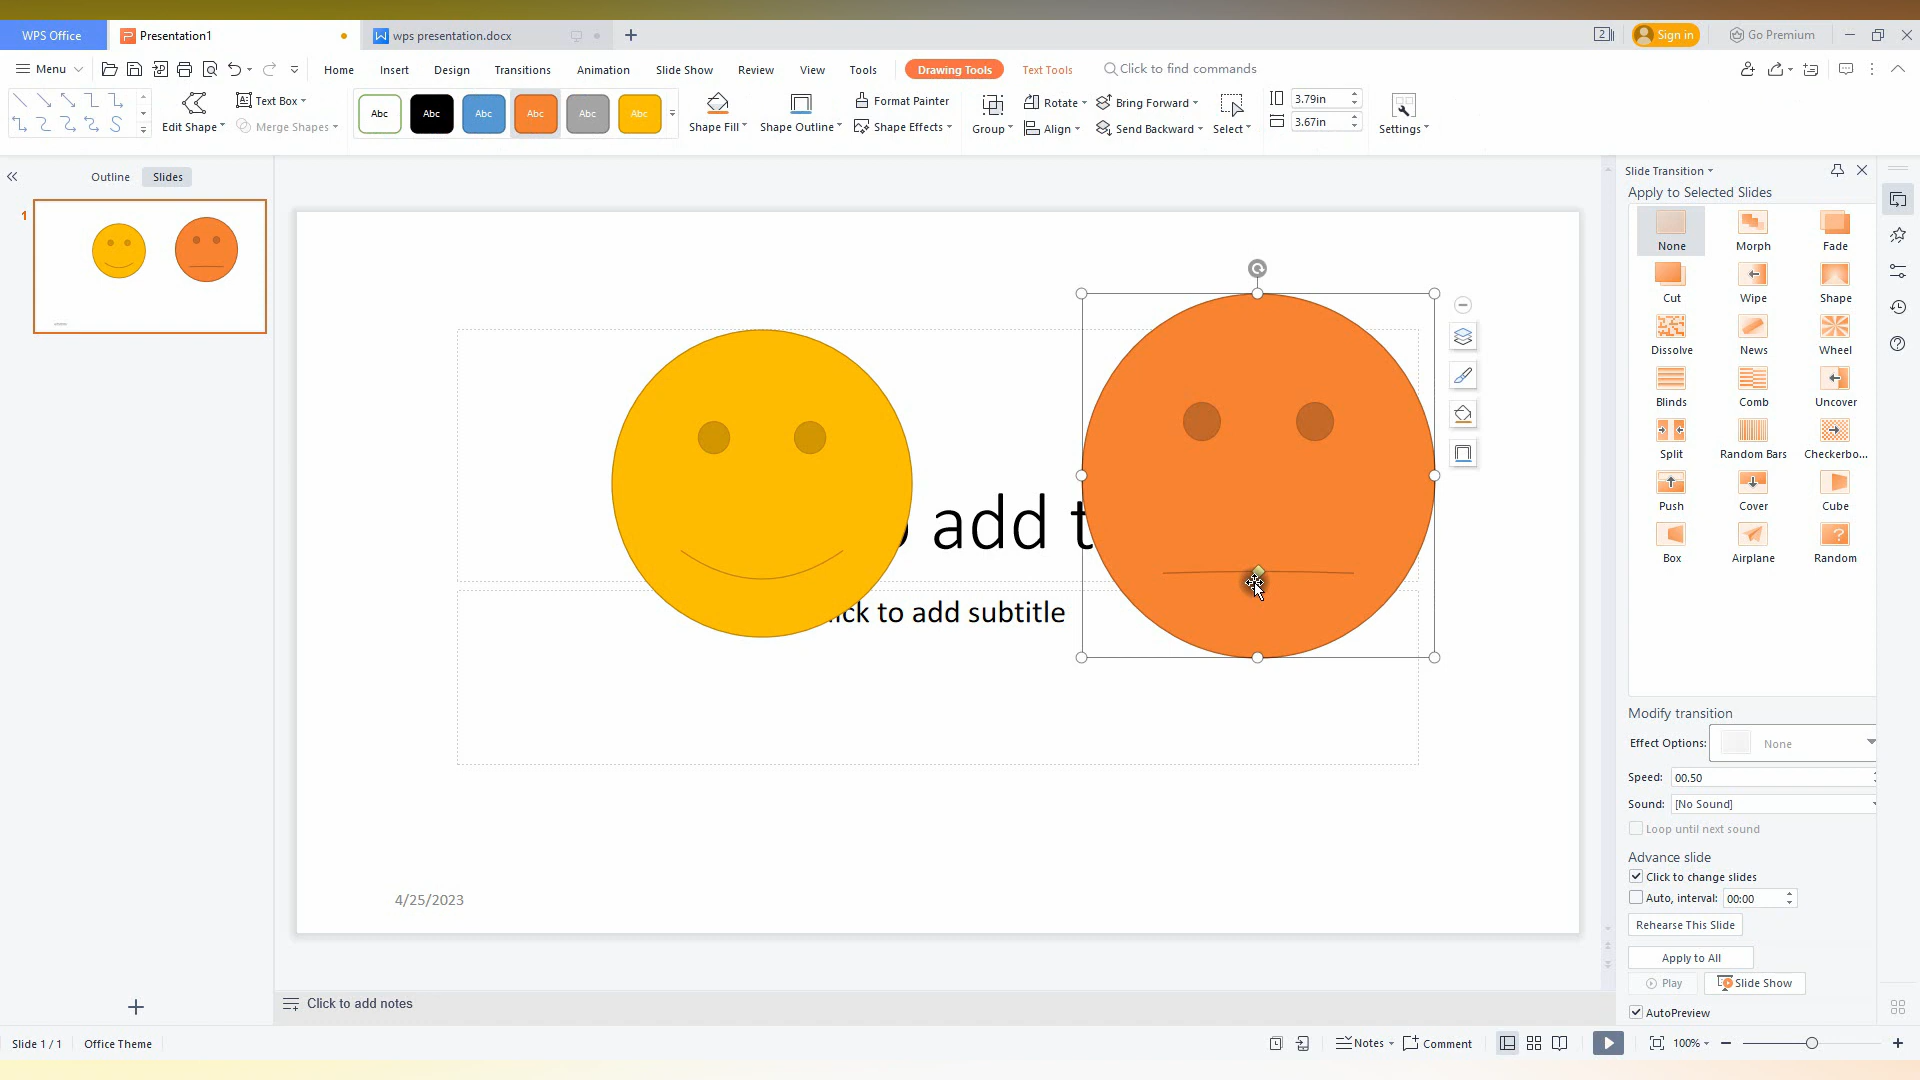 WPS Office Presentation1 wps presentation.docx 2 Sign in Go Premium
Menu Home Insert Design Transitions Animation Slide Show Review View Tools Drawing Tools Text Tools Click to find commands
Edit Shape Text Box Merge Shapes
Abc Abc Abc Abc Abc Abc
Shape Fill Shape Outline Format Painter Shape Effects
Group Rotate Align Bring Forward Send Backward Select
3.79in
3.67in
Settings
Outline Slides
1
o add t
ick to add subtitle
4/25/2023
Click to add notes
Slide Transition
Apply to Selected Slides
None Morph Fade
Cut Wipe Shape
Dissolve News Wheel
Blinds Comb Uncover
Split Random Bars Checkerbo...
Push Cover Cube
Box Airplane Random
Modify transition
Effect Options: None
Speed: 00.50
Sound: [No Sound]
Loop until next sound
Advance slide
Click to change slides
Auto, interval: 00:00
Rehearse This Slide
Apply to All
Play Slide Show
AutoPreview
Slide 1 / 1 Office Theme Notes Comment 100%